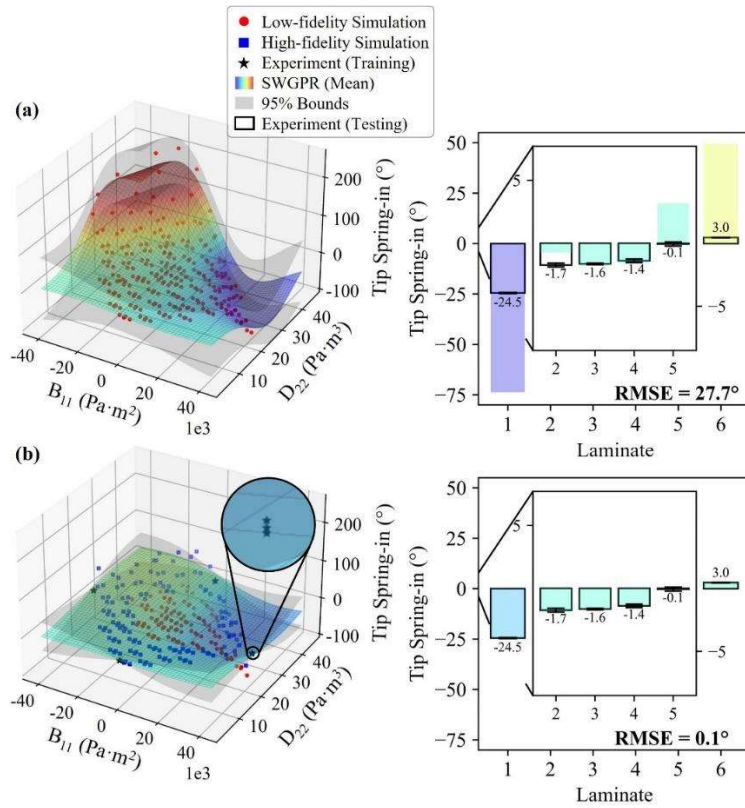 Low-fidelity Simulation
High-fidelity Simulation
Experiment (Training)
SWGPR (Mean)
95% Bounds
Experiment (Testing)
(a)
200
100
0
-100
Tip Spring-in (°)
40
30
20
10
D₂₂ (Pa·m³)
-40
-20
0
20
40
1e3
B₁₁ (Pa·m²)
50
25
0
-25
-50
-75
Tip Spring-in (°)
5
-5
-24.5
-1.7
-1.6
-1.4
-0.1
3.0
2 3 4 5
RMSE = 27.7°
1 2 3 4 5 6
Laminate
(b)
200
100
0
-100
Tip Spring-in (°)
40
30
20
10
D₂₂ (Pa·m³)
-40
-20
0
20
40
1e3
B₁₁ (Pa·m²)
50
25
0
-25
-50
-75
Tip Spring-in (°)
5
-5
-24.5
-1.7
-1.6
-1.4
-0.1
3.0
2 3 4 5
RMSE = 0.1°
1 2 3 4 5 6
Laminate